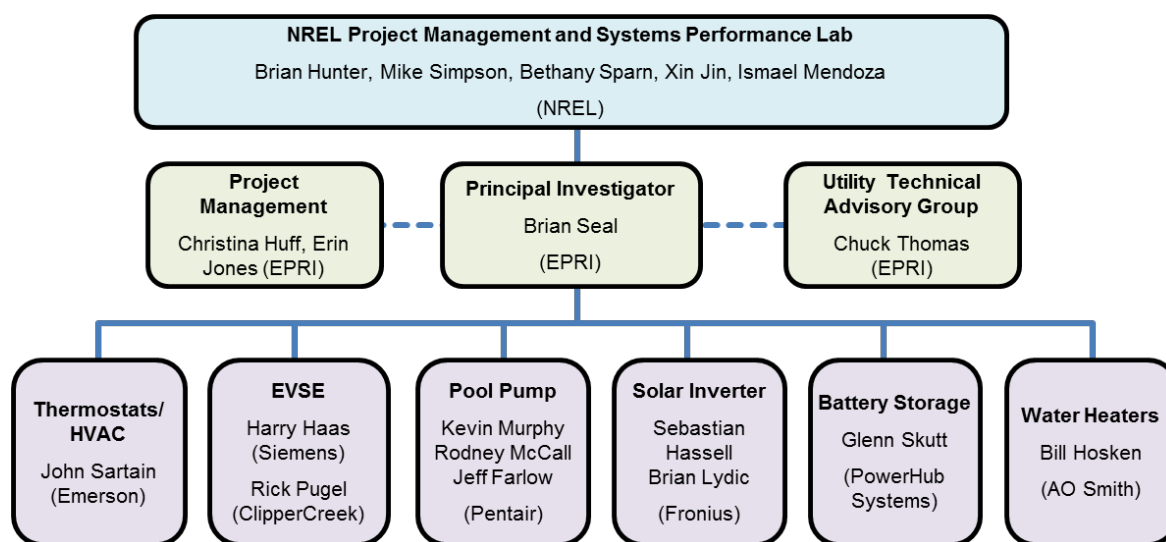 NREL Project Management and Systems Performance Lab
Brian Hunter, Mike Simpson, Bethany Sparn, Xin Jin, Ismael Mendoza
(NREL)
Project
Management
Christina Huff, Erin
Jones (EPRI)
Principal Investigator
Brian Seal
(EPRI)
Utility Technical
Advisory Group
Chuck Thomas
(EPRI)
Thermostats/
HVAC
John Sartain
(Emerson)
EVSE
Harry Haas
(Siemens)
Rick Pugel
(ClipperCreek)
Pool Pump
Kevin Murphy
Rodney McCall
Jeff Farlow
(Pentair)
Solar Inverter
Sebastian
Hassell
Brian Lydic
(Fronius)
Battery Storage
Glenn Skutt
(PowerHub
Systems)
Water Heaters
Bill Hosken
(AO Smith)